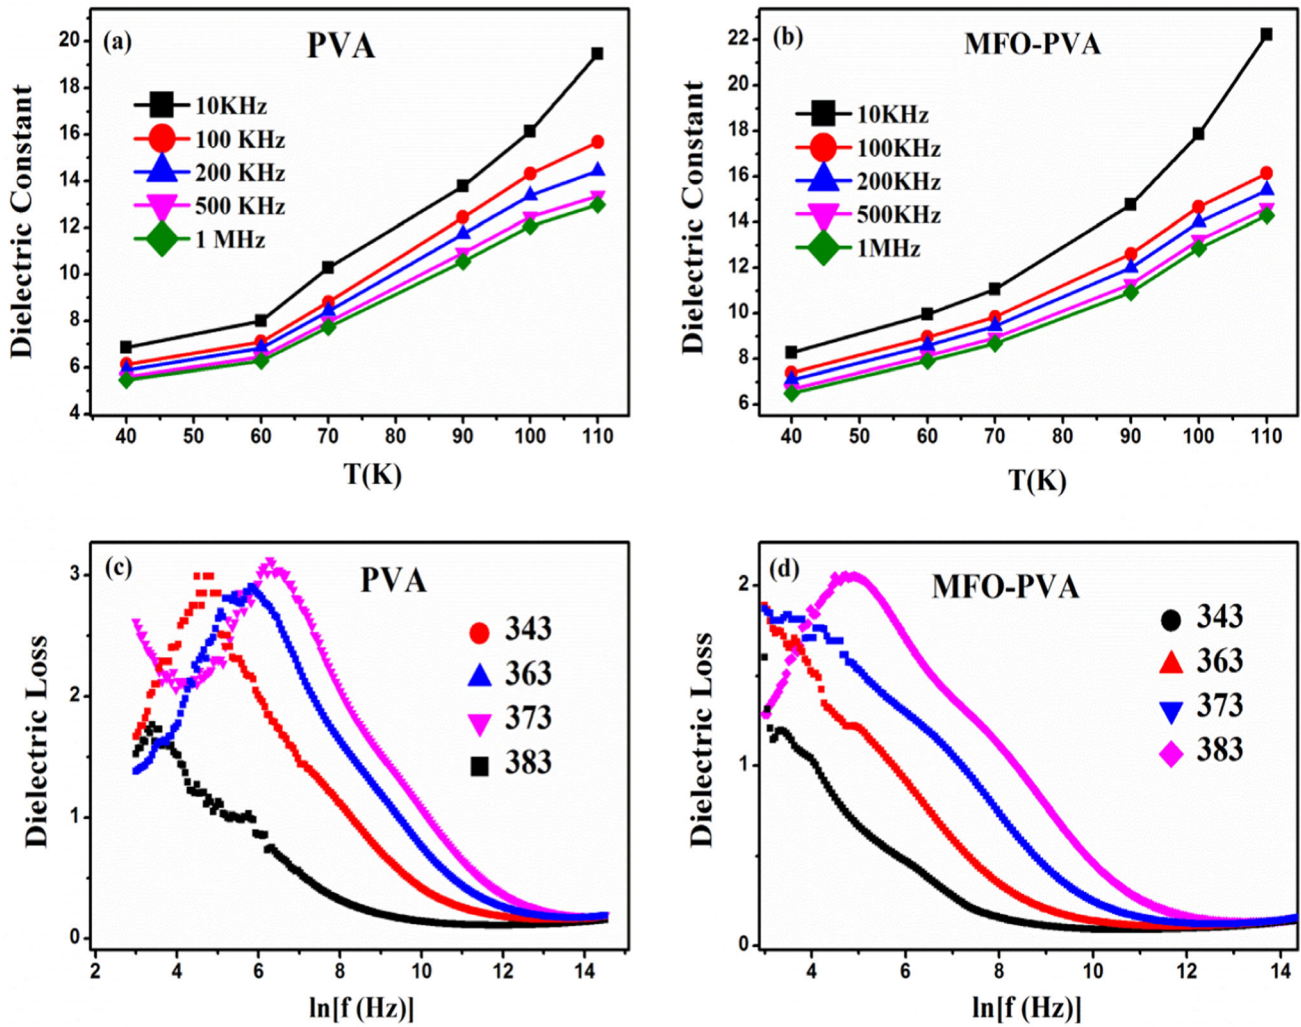 (a)
PVA
Dielectric Constant
20
18
16
14
12
10
8
6
4
10KHz
100 KHz
200 KHz
500 KHz
1 MHz
40
50
60
70
80
90
100
110
T(K)
(b)
MFO-PVA
Dielectric Constant
22
20
18
16
14
12
10
8
6
10KHz
100KHz
200KHz
500KHz
1MHz
40
50
60
70
80
90
100
110
T(K)
(c)
PVA
Dielectric Loss
3
2
1
0
343
363
373
383
2
4
6
8
10
12
14
ln[f (Hz)]
(d)
MFO-PVA
Dielectric Loss
2
1
0
343
363
373
383
4
6
8
10
12
14
ln[f (Hz)]